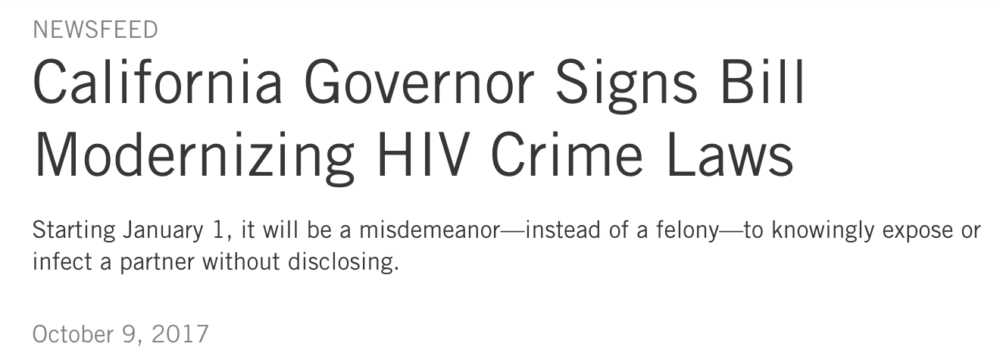 NEWSFEED
California Governor Signs Bill
Modernizing HIV Crime Laws
Starting January 1, it will be a misdemeanor—instead of a felony—to knowingly expose or
infect a partner without disclosing.
October 9, 2017